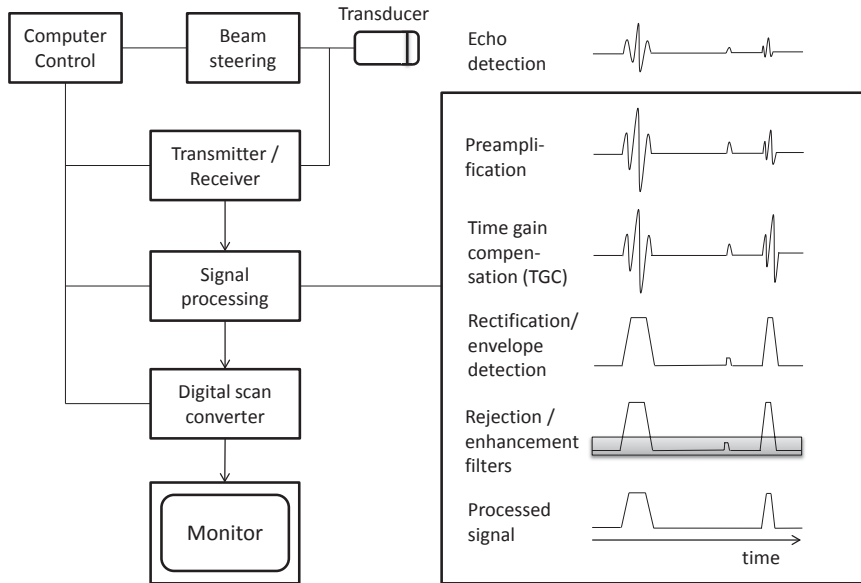 Computer
Control
Beam
steering
Transducer
Transmitter /
Receiver
Signal
processing
Digital scan
converter
Monitor
Echo
detection
Preampli-
fication
Time gain
compen-
sation (TGC)
Rectification/
envelope
detection
Rejection /
enhancement
filters
Processed
signal
time